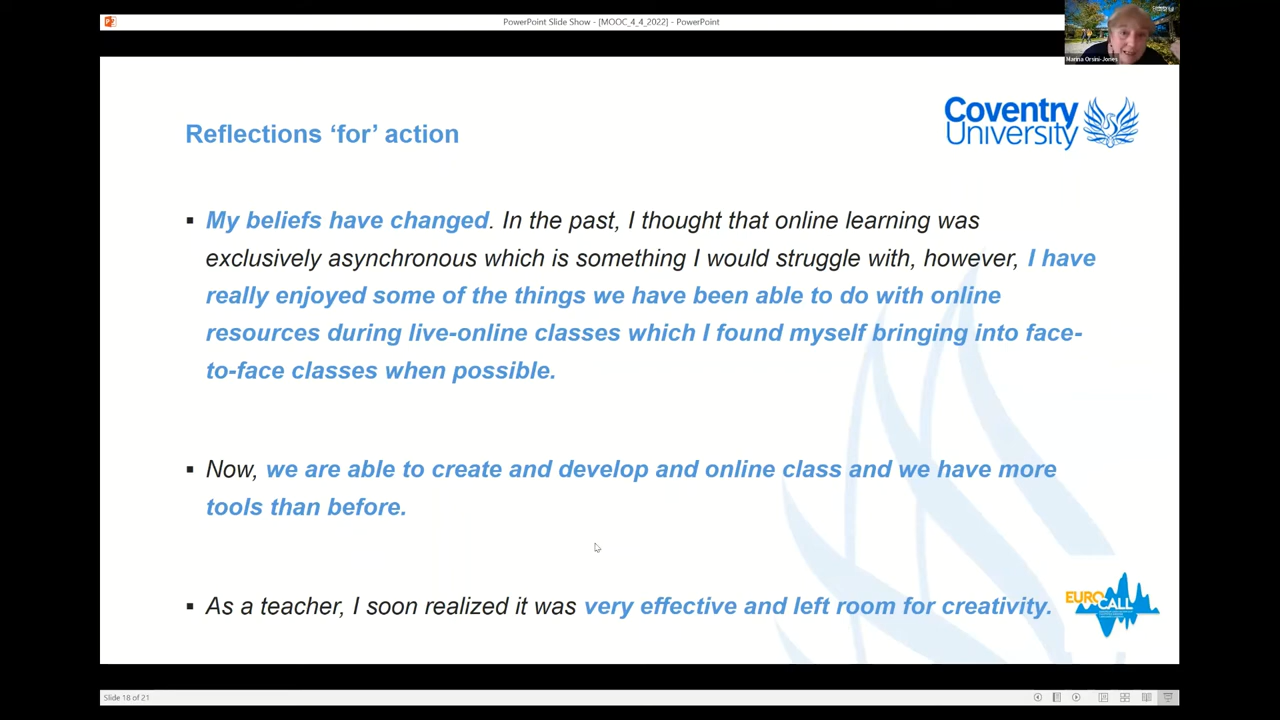 PowerPoint Slide Show - [MOOC_4_4_2022] - PowerPoint
Marina Orsini-Jones
Coventry
University
Reflections ‘for’ action
▪ My beliefs have changed. In the past, I thought that online learning was
exclusively asynchronous which is something I would struggle with, however, I have
really enjoyed some of the things we have been able to do with online
resources during live-online classes which I found myself bringing into face-
to-face classes when possible.
▪ Now, we are able to create and develop and online class and we have more
tools than before.
▪ As a teacher, I soon realized it was very effective and left room for creativity.
EUROCALL
Slide 18 of 21